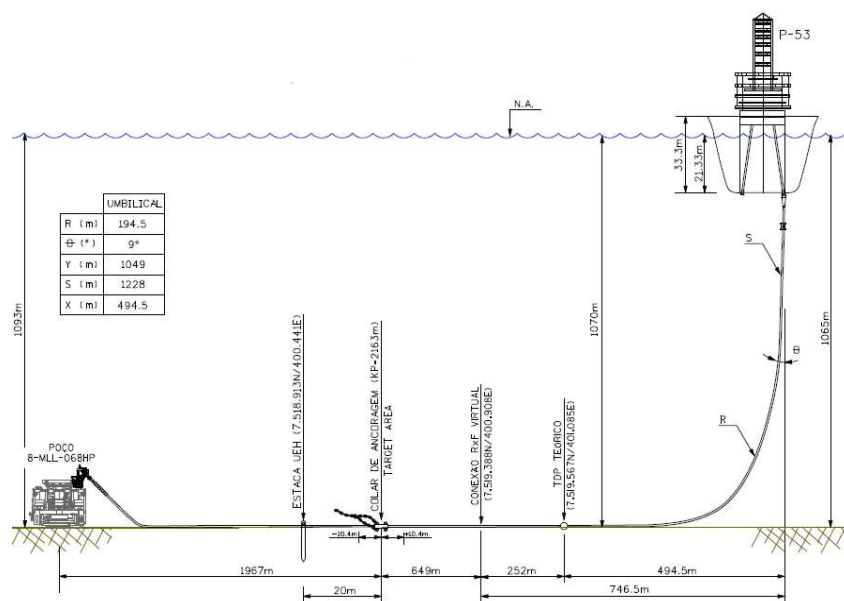 P-53
N.A.
33.3m
21.33m
UMBILICAL
R (m) 194.5
θ (°) 9°
Y (m) 1049
S (m) 1228
X (m) 494.5
1093m
1070m
1065m
S
θ
R
ESTACA UEH (7.518.913N/400.441E)
COLAR DE ANCORAGEM (KP-2163m)
TARGET AREA
CONEXÃO RxF VIRTUAL
(7.519.388N/400.908E)
TDP TEÓRICO
(7.519.567N/401.085E)
POÇO
8-MLL-068HP
-10.4m
+10.4m
1967m
649m
252m
494.5m
20m
746.5m